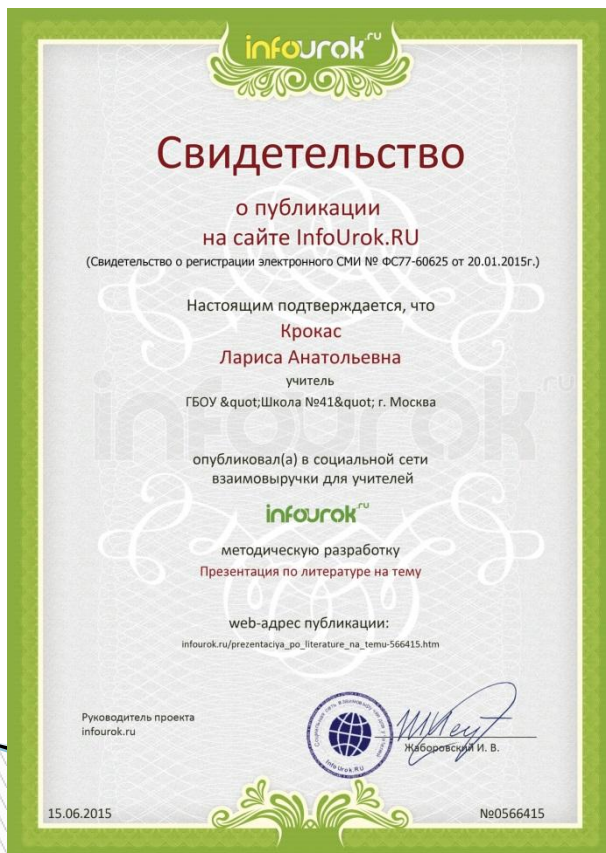 infourok.ru
Свидетельство
о публикации
на сайте InfoUrok.RU
(Свидетельство о регистрации электронного СМИ № ФС77-60625 от 20.01.2015г.)
Настоящим подтверждается, что
Крокас
Лариса Анатольевна
учитель
ГБОУ &quot;Школа №41&quot; г. Москва
опубликовал(а) в социальной сети
взаимовыручки для учителей
infourok.ru
методическую разработку
Презентация по литературе на тему
web-адрес публикации:
infourok.ru/prezentaciya_po_literature_na_temu-566415.htm
Руководитель проекта
infourok.ru
InfoUrok.RU
Жаборовский И. В.
15.06.2015
№0566415